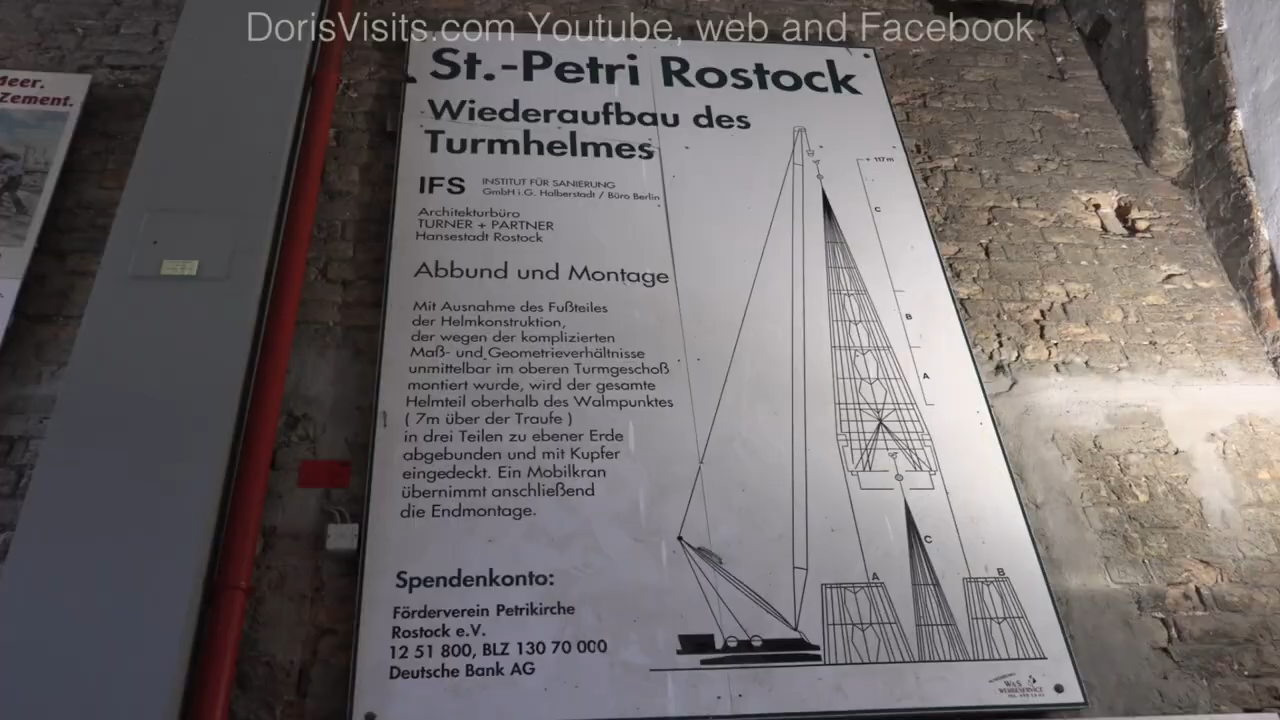 DorisVisits.com Youtube, web and Facebook
Meer.
Zement.
St.-Petri Rostock
Wiederaufbau des
Turmhelmes
IFS INSTITUT FÜR SANIERUNG
GmbH i.G. Halberstadt / Büro Berlin
Architekturbüro
TURNER + PARTNER
Hansestadt Rostock
Abbund und Montage
Mit Ausnahme des Fußteiles
der Helmkonstruktion,
der wegen der komplizierten
Maß- und Geometrieverhältnisse
unmittelbar im oberen Turmgeschoß
montiert wurde, wird der gesamte
Helmteil oberhalb des Walmpunktes
( 7m über der Traufe )
in drei Teilen zu ebener Erde
abgebunden und mit Kupfer
eingedeckt. Ein Mobilkran
übernimmt anschließend
die Endmontage.
Spendenkonto:
Förderverein Petrikirche
Rostock e.V.
12 51 800, BLZ 130 70 000
Deutsche Bank AG
+ 117m
C
B
A
A
C
B
W&S
WERBESERVICE